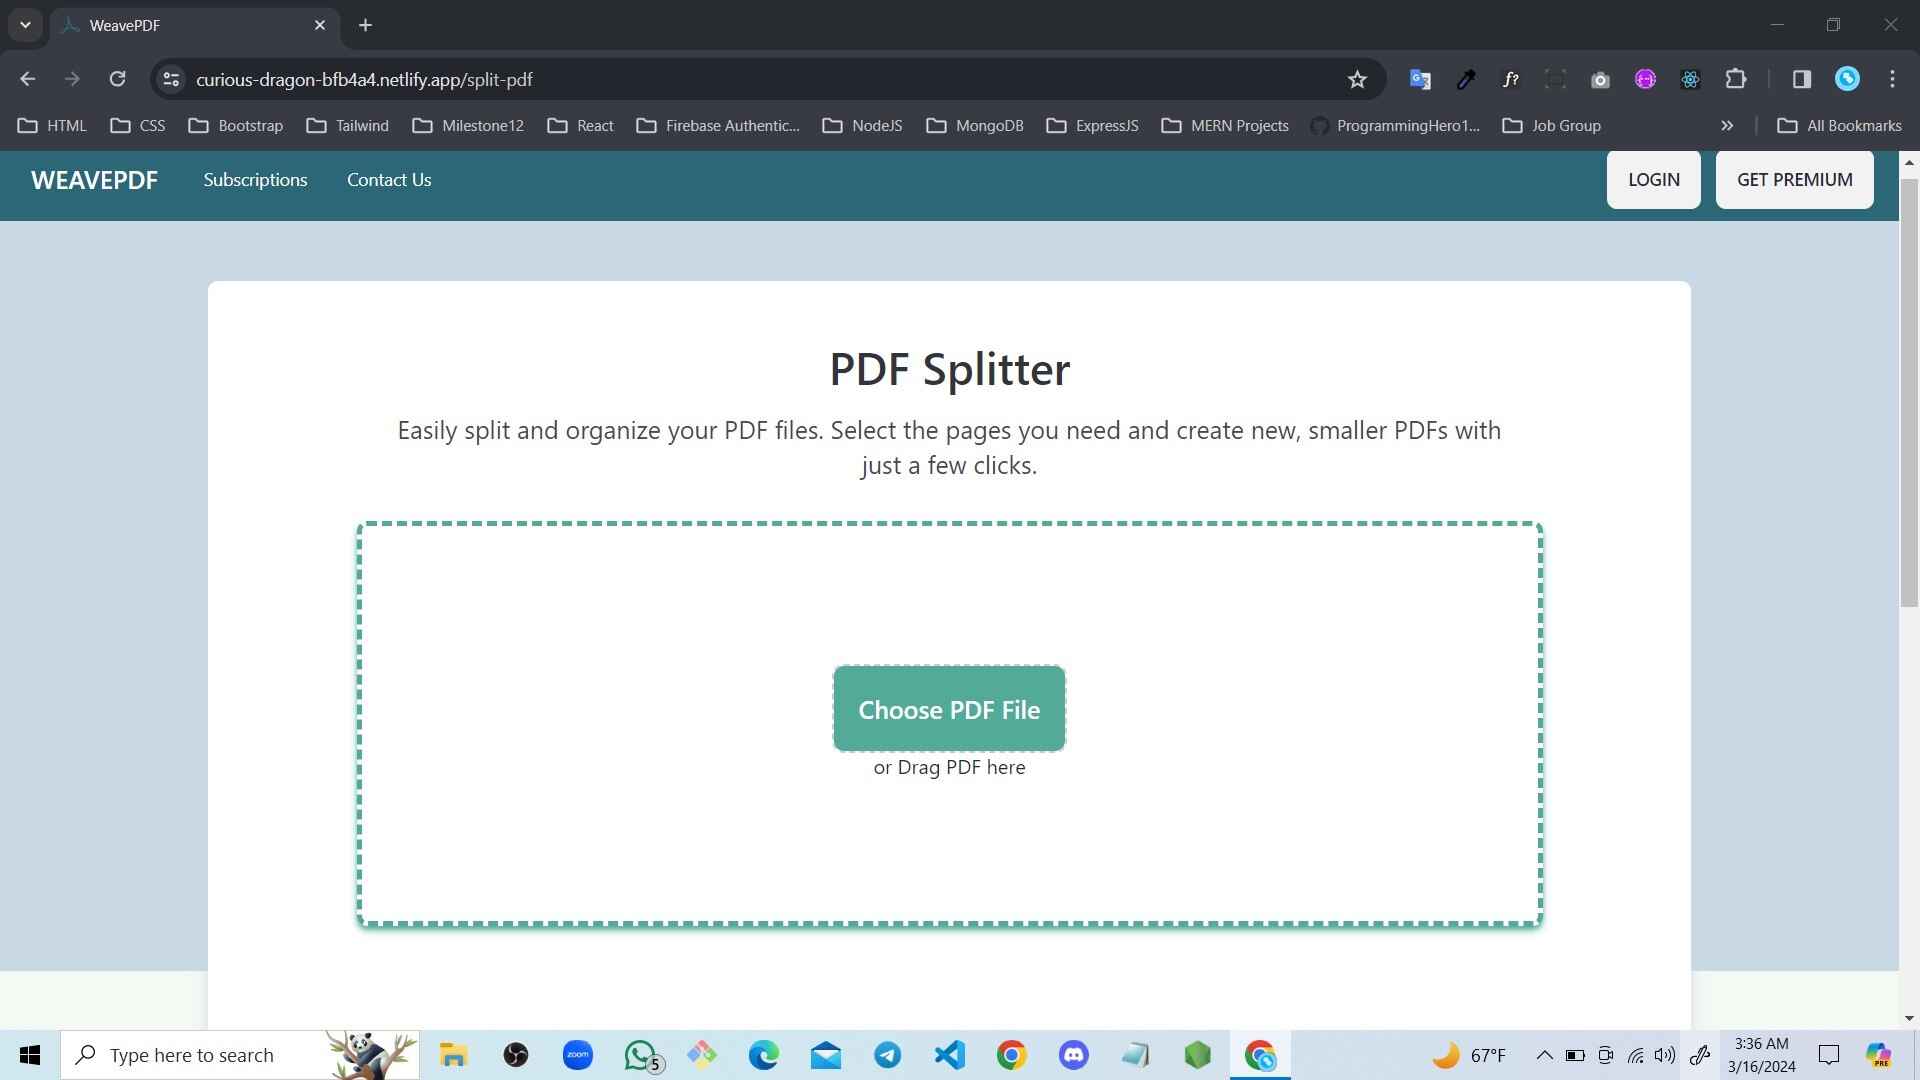 WeavePDF
curious-dragon-bfb4a4.netlify.app/split-pdf
HTML CSS Bootstrap Tailwind Milestone12 React Firebase Authentic... NodeJS MongoDB ExpressJS MERN Projects ProgrammingHero1... Job Group » All Bookmarks
WEAVEPDF Subscriptions Contact Us LOGIN GET PREMIUM
PDF Splitter
Easily split and organize your PDF files. Select the pages you need and create new, smaller PDFs with
just a few clicks.
Choose PDF File
or Drag PDF here
Type here to search zoom 5 67°F 3:36 AM
3/16/2024 PRE